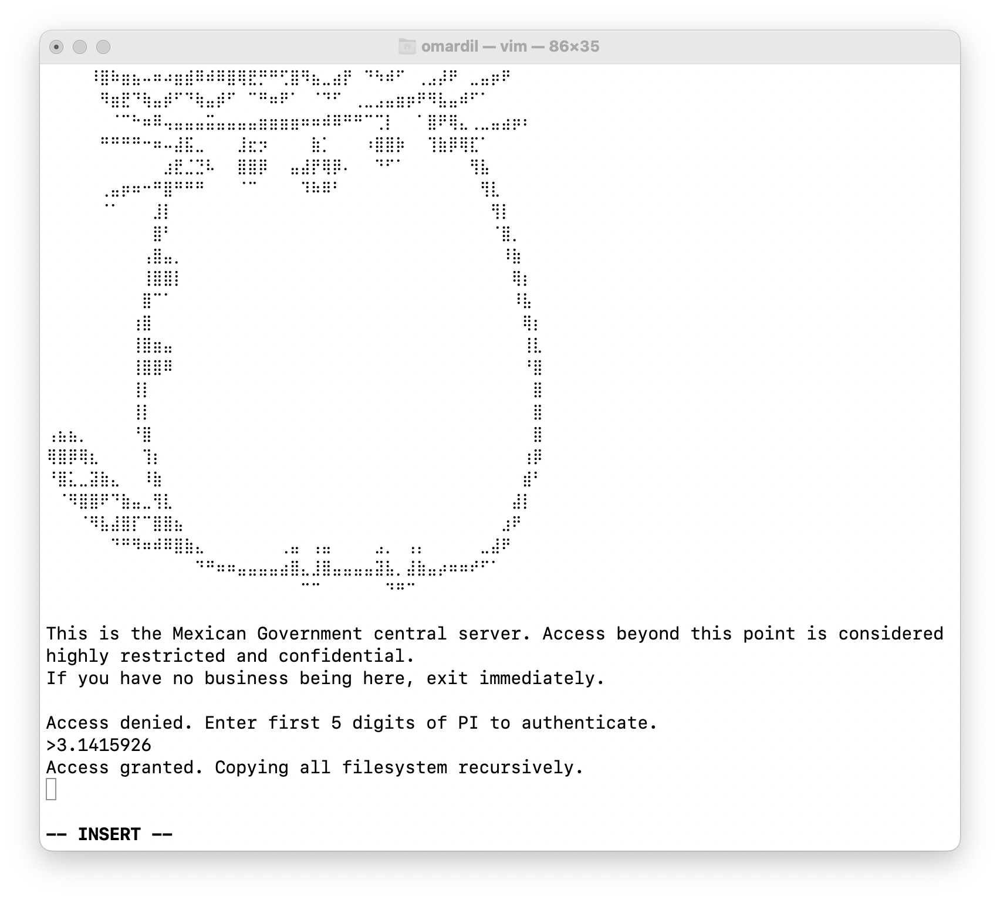 omardil — vim — 86×35
This is the Mexican Government central server. Access beyond this point is considered
highly restricted and confidential.
If you have no business being here, exit immediately.
Access denied. Enter first 5 digits of PI to authenticate.
>3.1415926
Access granted. Copying all filesystem recursively.
-- INSERT --